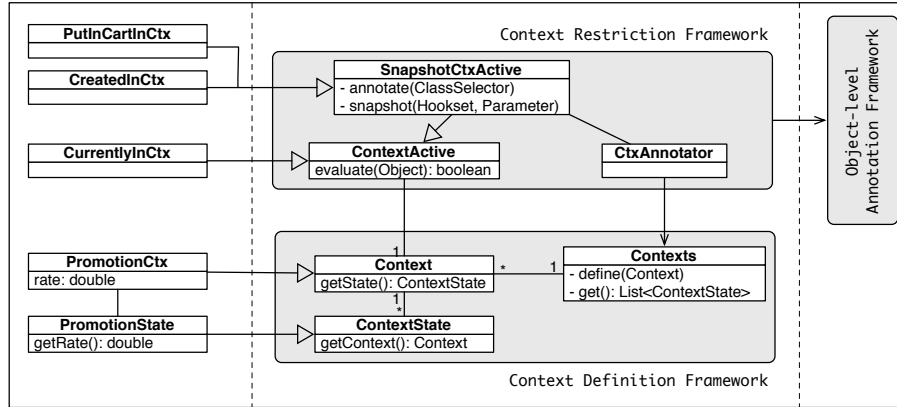 PutInCartInCtx
CreatedInCtx
CurrentlyInCtx
PromotionCtx
rate: double
PromotionState
getRate(): double
Context Restriction Framework
SnapshotCtxActive
- annotate(ClassSelector)
- snapshot(Hookset, Parameter)
ContextActive
evaluate(Object): boolean
CtxAnnotator
1
Context
getState(): ContextState
*
1
1
*
Contexts
- define(Context)
- get(): List<ContextState>
ContextState
getContext(): Context
Context Definition Framework
Object-level
Annotation Framework